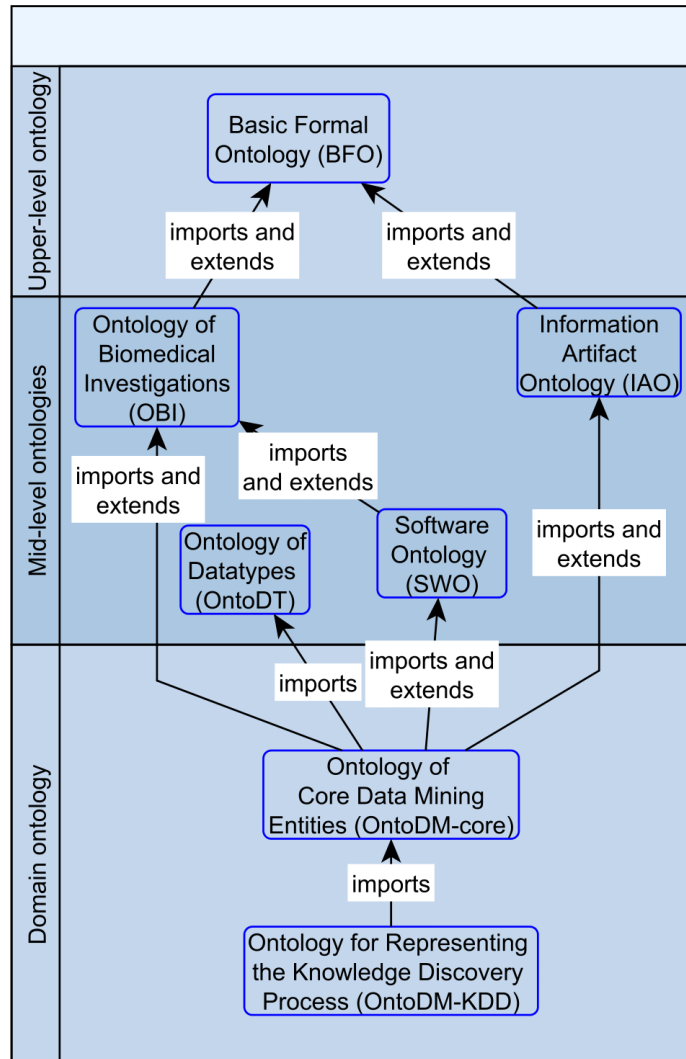 Upper-level ontology
Basic Formal
Ontology (BFO)
imports and
extends
imports and
extends
Mid-level ontologies
Ontology of
Biomedical
Investigations
(OBI)
Information
Artifact
Ontology (IAO)
imports and
extends
imports
and extends
Ontology of
Datatypes
(OntoDT)
Software
Ontology
(SWO)
imports and
extends
Domain ontology
imports
imports and
extends
Ontology of
Core Data Mining
Entities (OntoDM-core)
imports
Ontology for Representing
the Knowledge Discovery
Process (OntoDM-KDD)